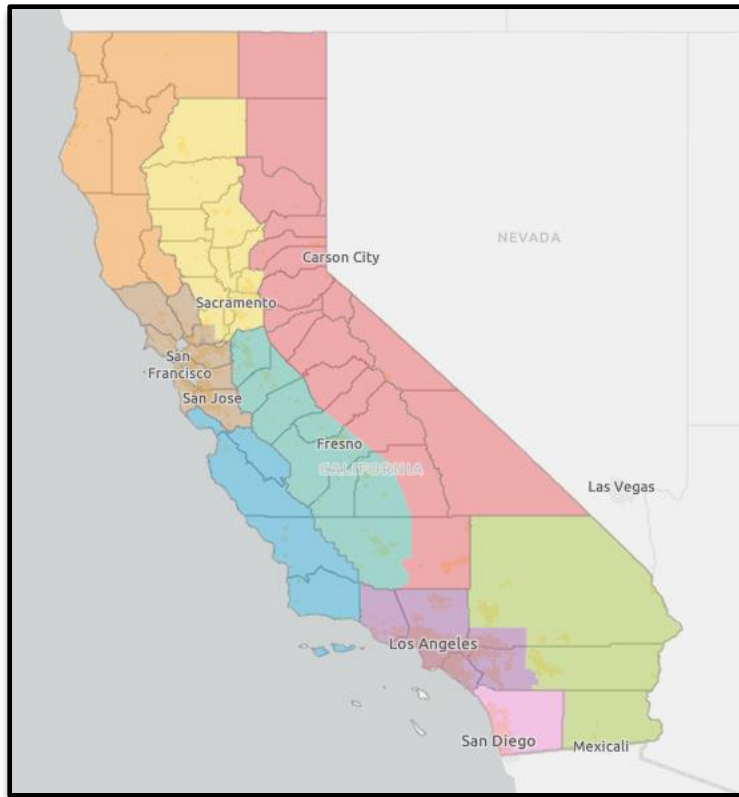 NEVADA
Carson City
Sacramento
San
Francisco
San Jose
Fresno
CALIFORNIA
Las Vegas
Los Angeles
San Diego
Mexicali